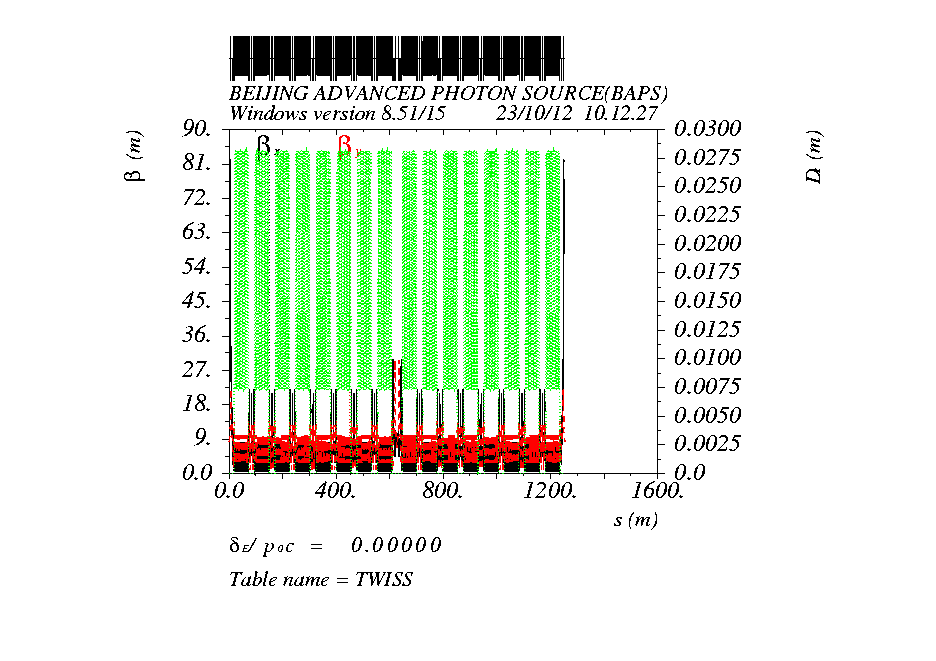 BEIJING ADVANCED PHOTON SOURCE(BAPS)
Windows version 8.51/15 23/10/12 10.12.27
β (m)
90.
81.
72.
63.
54.
45.
36.
27.
18.
9.
0.0
β
β
D (m)
0.0300
0.0275
0.0250
0.0225
0.0200
0.0175
0.0150
0.0125
0.0100
0.0075
0.0050
0.0025
0.0
0.0 400. 800. 1200. 1600.
s (m)
δE/ p0c = 0.00000
Table name = TWISS